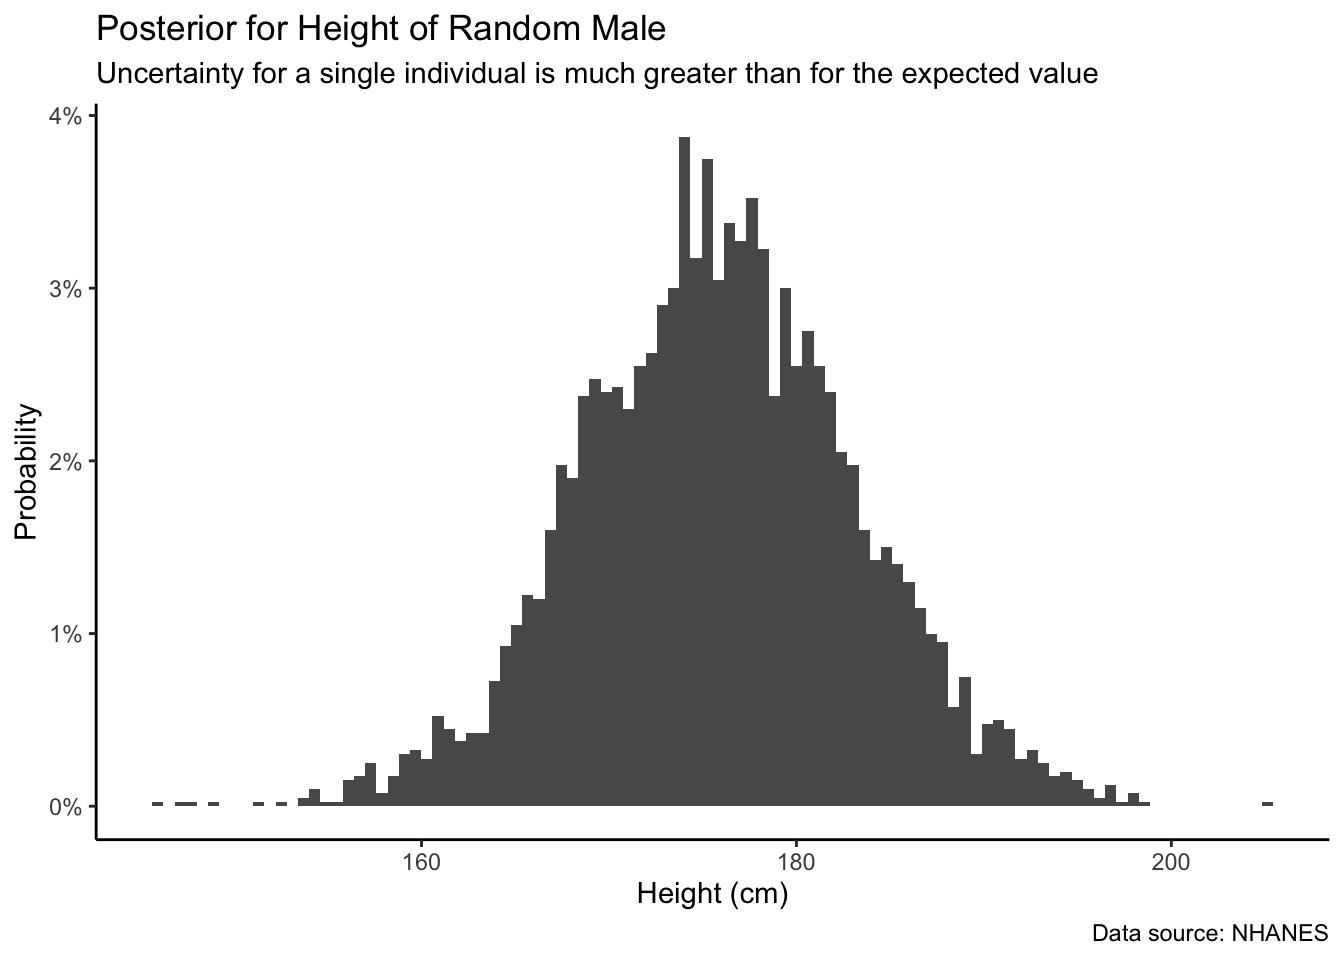 Posterior for Height of Random Male
Uncertainty for a single individual is much greater than for the expected value
4%
3%
2%
1%
0%
Probability
160
180
200
Height (cm)
Data source: NHANES